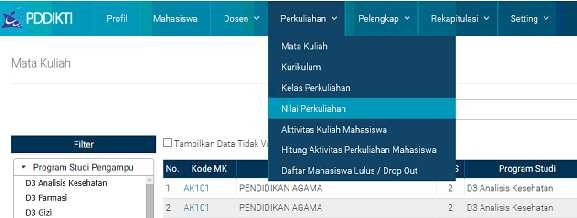 PDDIKTI Profil Mahasiswa Dosen Perkuliahan Pelengkap Rekapitulasi Setting
Mata Kuliah
Kurikulum
Kelas Perkuliahan
Nilai Perkuliahan
Aktivitas Kuliah Mahasiswa
Hitung Aktivitas Perkuliahan Mahasiswa
Daftar Mahasiswa Lulus / Drop Out
Mata Kuliah
Filter
Program Studi Pengampu
D3 Analisis Kesehatan
D3 Farmasi
D3 Gizi
Tampilkan Data Tidak
No. Kode MK S Program Studi
1 AK101 PENDIDIKAN AGAMA 2 D3 Analisis Kesehatan
2 AK101 PENDIDIKAN AGAMA 2 D3 Analisis Kesehatan